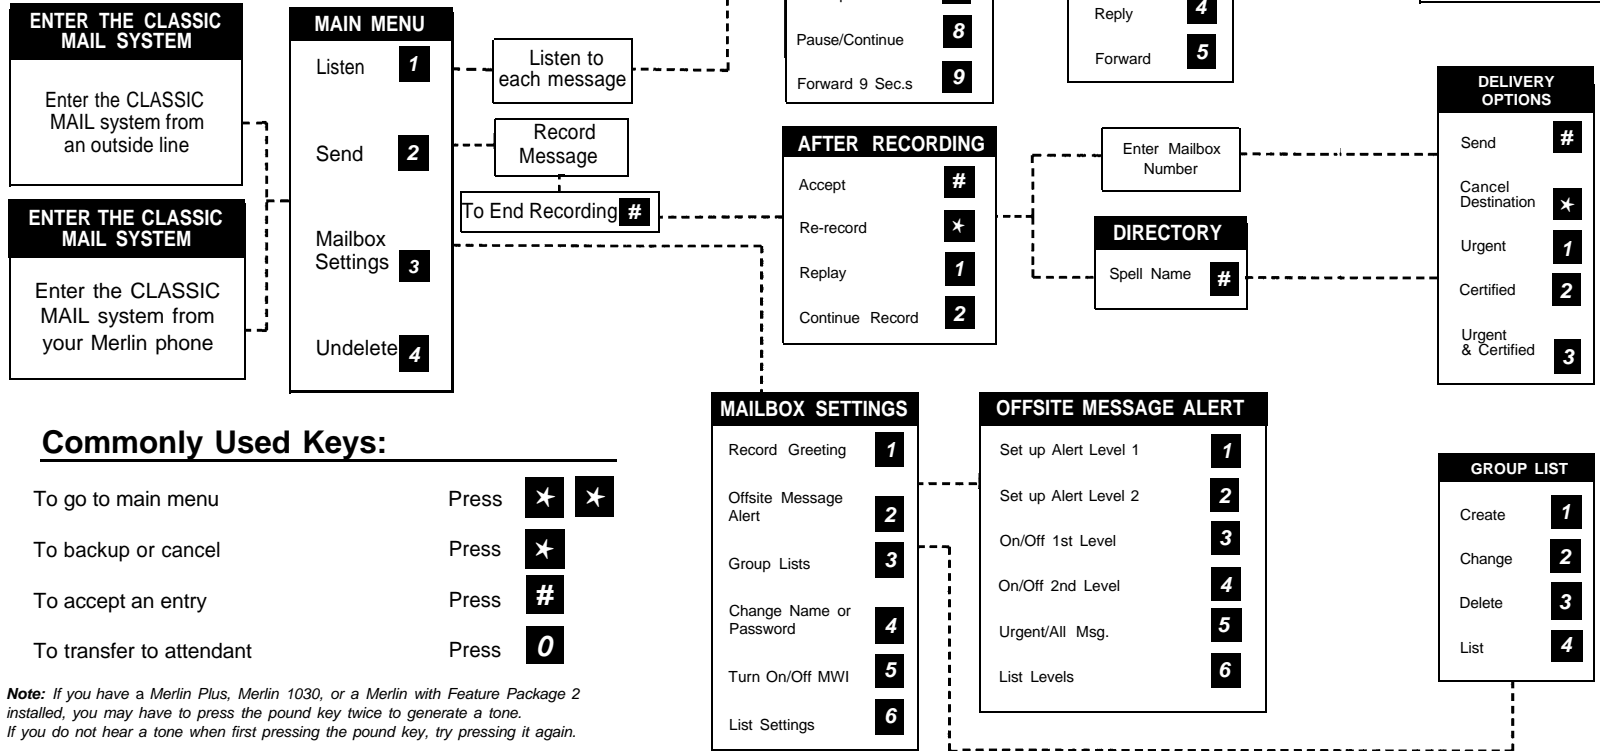 ENTER THE CLASSIC
MAIL SYSTEM
Enter the CLASSIC
MAIL system from
an outside line
ENTER THE CLASSIC
MAIL SYSTEM
Enter the CLASSIC
MAIL system from
your Merlin phone
MAIN MENU
Listen 1
Send 2
Mailbox
Settings 3
Undelete 4
Listen to
each message
Record
Message
To End Recording #
Pause/Continue 8
Forward 9 Sec.s 9
Reply 4
Forward 5
AFTER RECORDING
Accept #
Re-record *
Replay 1
Continue Record 2
Enter Mailbox
Number
DIRECTORY
Spell Name #
DELIVERY
OPTIONS
Send #
Cancel
Destination *
Urgent 1
Certified 2
Urgent
& Certified 3
MAILBOX SETTINGS
Record Greeting 1
Offsite Message
Alert 2
Group Lists 3
Change Name or
Password 4
Turn On/Off MWI 5
List Settings 6
OFFSITE MESSAGE ALERT
Set up Alert Level 1 1
Set up Alert Level 2 2
On/Off 1st Level 3
On/Off 2nd Level 4
Urgent/All Msg. 5
List Levels 6
GROUP LIST
Create 1
Change 2
Delete 3
List 4
Commonly Used Keys:
To go to main menu Press * *
To backup or cancel Press *
To accept an entry Press #
To transfer to attendant Press 0
Note: If you have a Merlin Plus, Merlin 1030, or a Merlin with Feature Package 2
installed, you may have to press the pound key twice to generate a tone.
If you do not hear a tone when first pressing the pound key, try pressing it again.